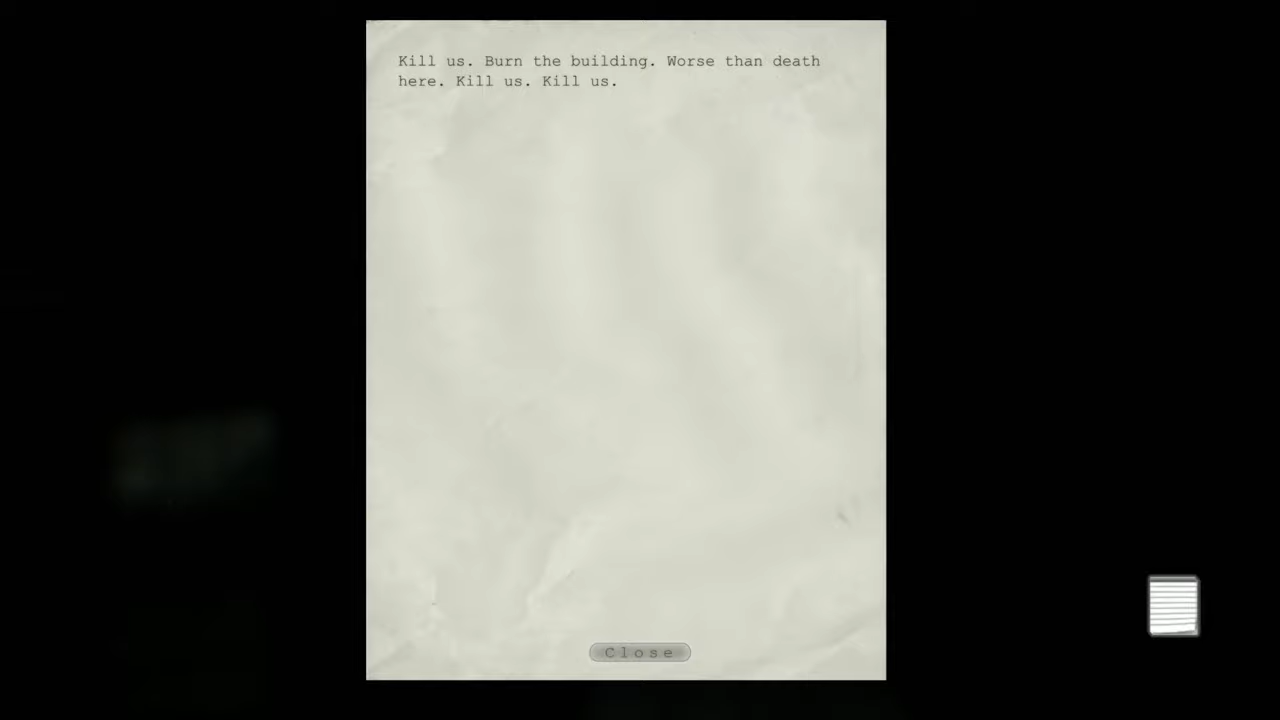 Kill us. Burn the building. Worse than death
here. Kill us. Kill us.
Close